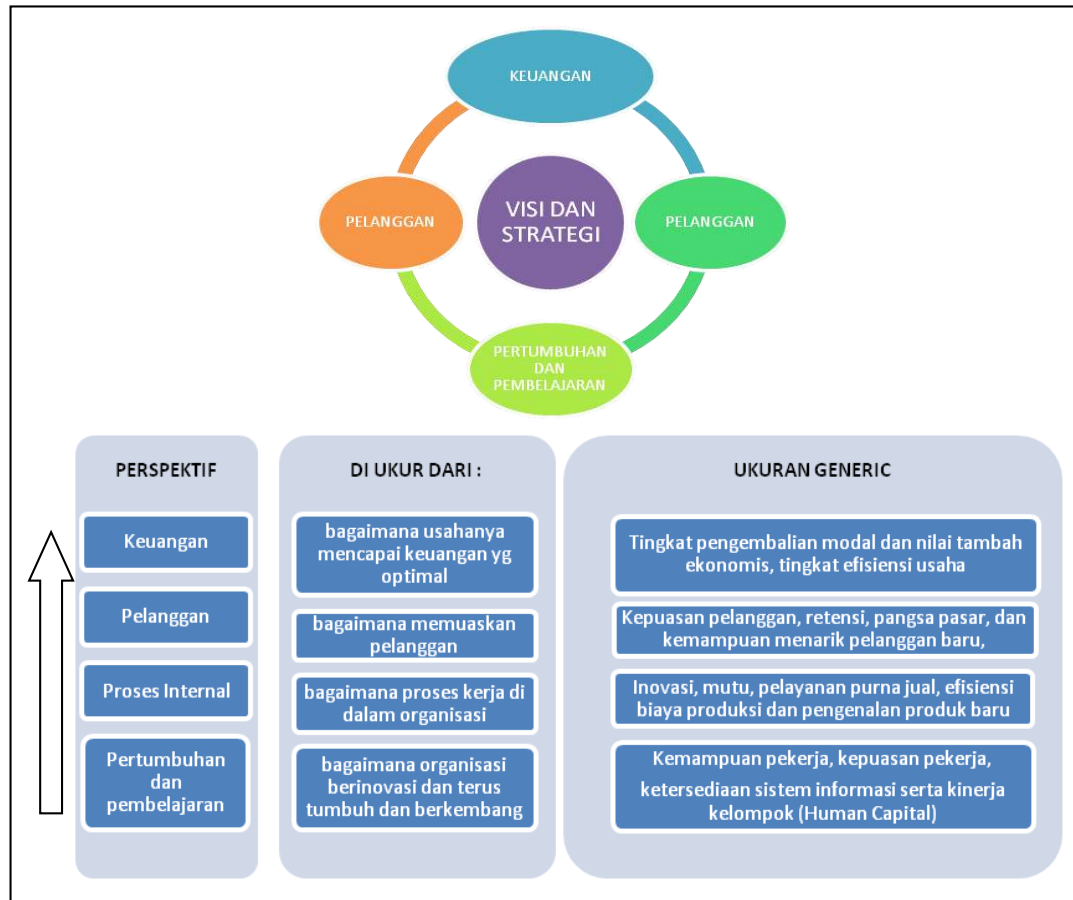 KEUANGAN
PELANGGAN
VISI DAN
STRATEGI
PELANGGAN
PERTUMBUHAN
DAN
PEMBELAJARAN
PERSPEKTIF
Keuangan
Pelanggan
Proses Internal
Pertumbuhan
dan
pembelajaran
DI UKUR DARI :
bagaimana usahanya
mencapai keuangan yg
optimal
bagaimana memuaskan
pelanggan
bagaimana proses kerja di
dalam organisasi
bagaimana organisasi
berinovasi dan terus
tumbuh dan berkembang
UKURAN GENERIC
Tingkat pengembalian modal dan nilai tambah
ekonomis, tingkat efisiensi usaha
Kepuasan pelanggan, retensi, pangsa pasar, dan
kemampuan menarik pelanggan baru,
Inovasi, mutu, pelayanan purna jual, efisiensi
biaya produksi dan pengenalan produk baru
Kemampuan pekerja, kepuasan pekerja,
ketersediaan sistem informasi serta kinerja
kelompok (Human Capital)